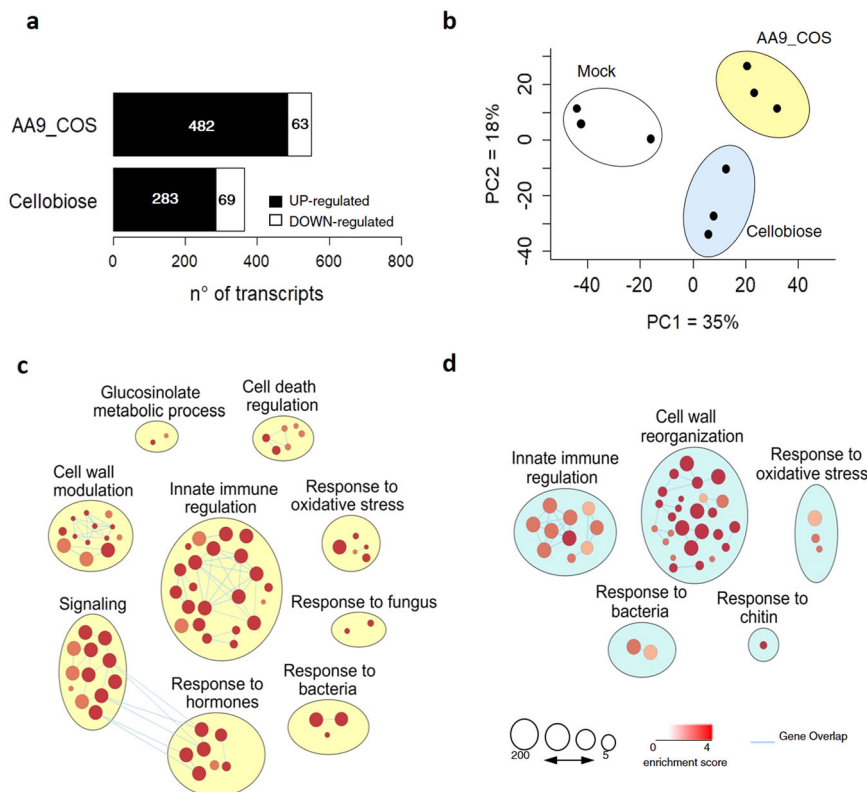 a
AA9_COS
482
63
Cellobiose
283
69
UP-regulated
DOWN-regulated
0 200 400 600 800
n° of transcripts
b
PC2 = 18%
20
0
-20
-40
Mock
AA9_COS
Cellobiose
-40 -20 0 20 40
PC1 = 35%
c
Glucosinolate
metabolic process
Cell death
regulation
Cell wall
modulation
Innate immune
regulation
Response to
oxidative stress
Signaling
Response to fungus
Response to
hormones
Response to
bacteria
d
Innate immune
regulation
Cell wall
reorganization
Response to
oxidative stress
Response to
bacteria
Response to
chitin
200
5
0 4
enrichment score
Gene Overlap